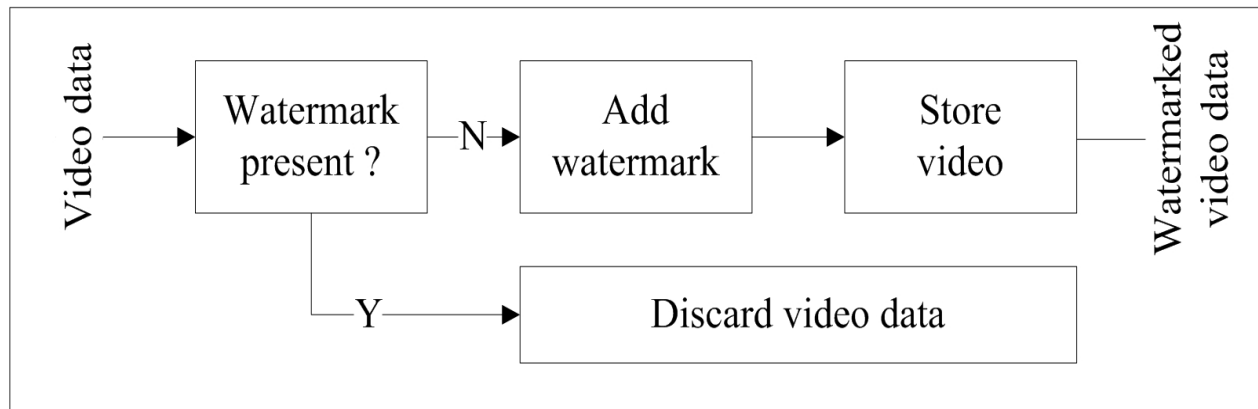 Video data
Watermark
present ?
N
Add
watermark
Store
video
Watermarked
video data
Y
Discard video data